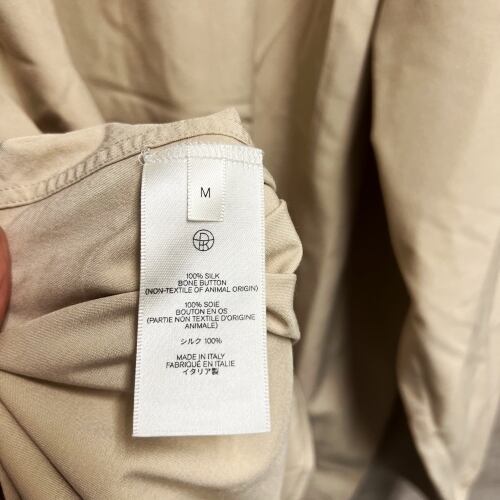 M
100% SILK
BONE BUTTON
(NON-TEXTILE OF ANIMAL ORIGIN)
100% SOIE
BOUTON EN OS
(PARTIE NON TEXTILE D'ORIGINE
ANIMALE)
シルク 100%
MADE IN ITALY
FABRIQUÉ EN ITALIE
イタリア製